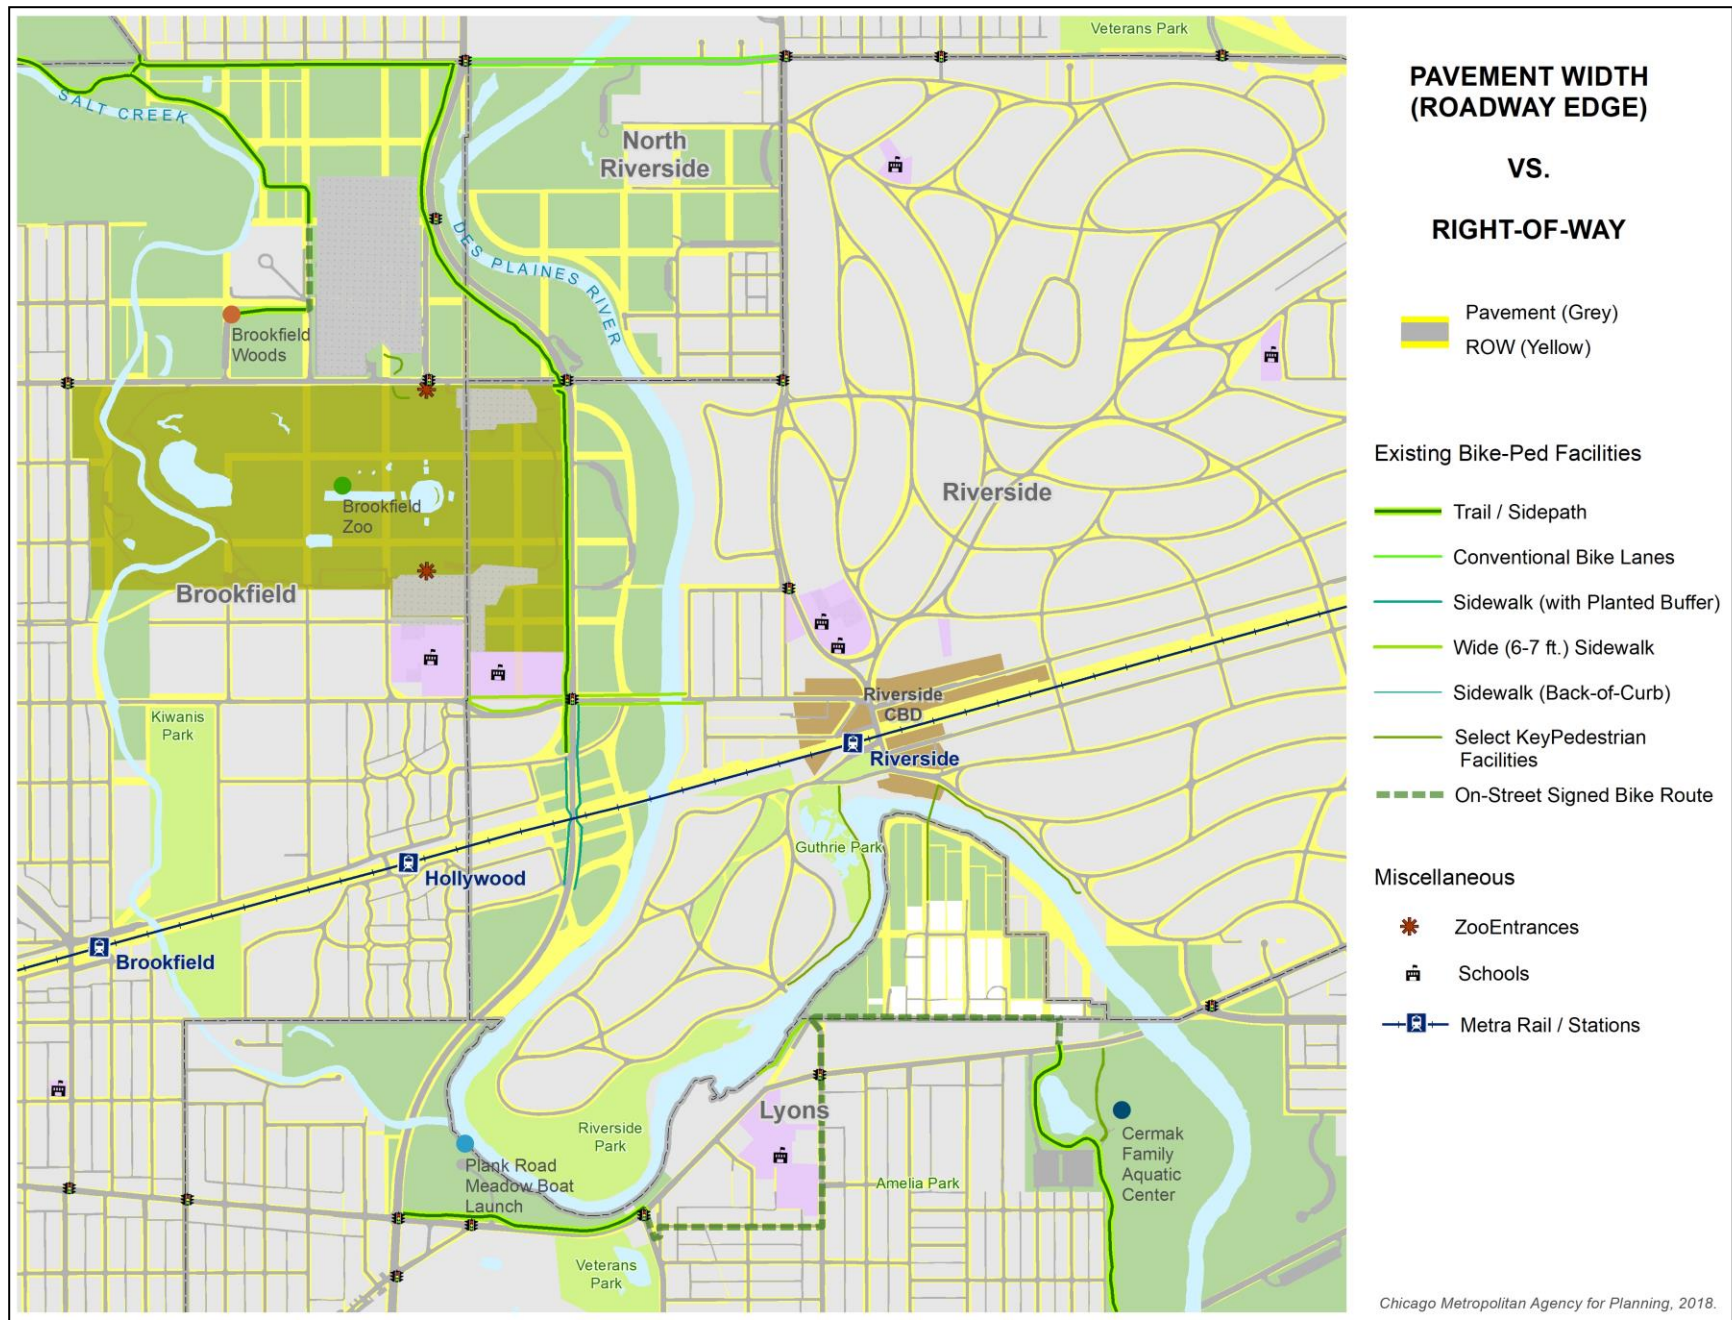 Veterans Park
SALT CREEK
North
Riverside
DES PLAINES RIVER
Brookfield
Woods
Brookfield
Zoo
Riverside
Brookfield
Kiwanis
Park
Riverside
CBD
Riverside
Guthrie Park
Hollywood
Brookfield
Lyons
Riverside
Park
Plank Road
Meadow Boat
Launch
Amelia Park
Cermak
Family
Aquatic
Center
Veterans
Park
PAVEMENT WIDTH
(ROADWAY EDGE)
VS.
RIGHT-OF-WAY
Pavement (Grey)
ROW (Yellow)
Existing Bike-Ped Facilities
Trail / Sidepath
Conventional Bike Lanes
Sidewalk (with Planted Buffer)
Wide (6-7 ft.) Sidewalk
Sidewalk (Back-of-Curb)
Select KeyPedestrian
Facilities
On-Street Signed Bike Route
Miscellaneous
ZooEntrances
Schools
Metra Rail / Stations
Chicago Metropolitan Agency for Planning, 2018.